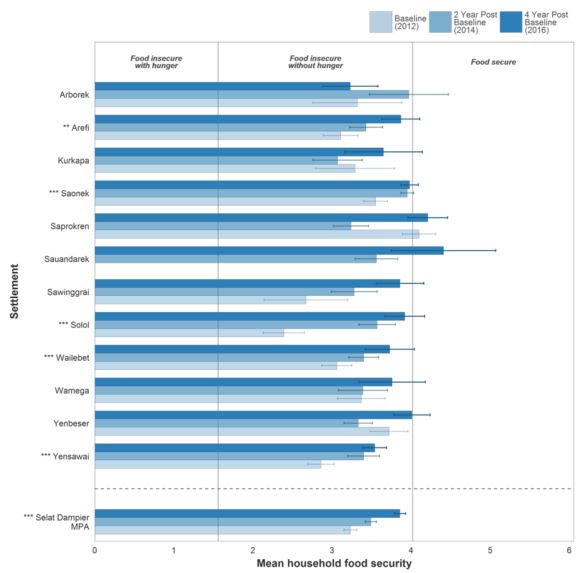 Baseline
(2012)
2 Year Post
Baseline
(2014)
4 Year Post
Baseline
(2016)
Food insecure
with hunger
Food insecure
without hunger
Food secure
Settlement
Arborek
** Arefi
Kurkapa
*** Saonek
Saprokren
Sauandarek
Sawinggrai
*** Solol
*** Wailebet
Wamega
Yenbeser
*** Yensawai
*** Selat Dampier
MPA
0 1 2 3 4 5 6
Mean household food security